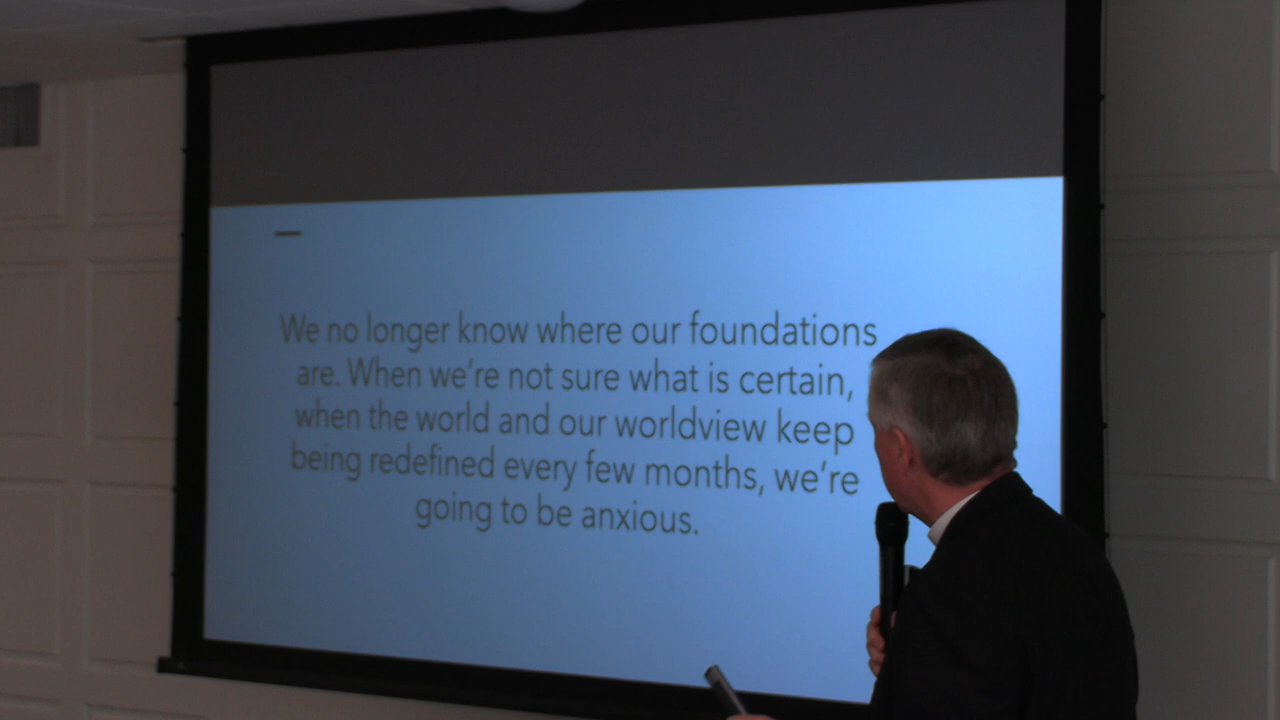 We no longer know where our foundations
are. When we're not sure what is certain,
when the world and our worldview keep
being redefined every few months, we're
going to be anxious.